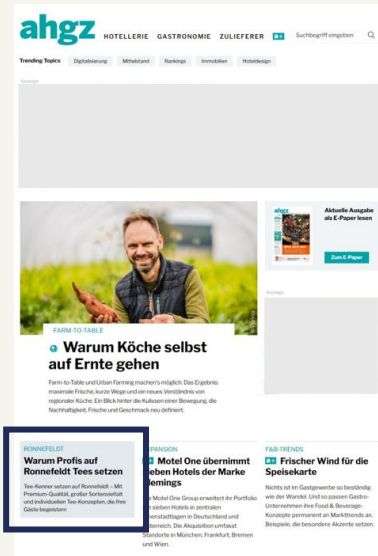 ahgz
HOTELLERIE GASTRONOMIE ZULIEFERER
Suchbegriff eingeben
Trending Topics Digitalisierung Mittelstand Rankings Immobilien Hoteldesign
Anzeige
ahgz
Aktuelle Ausgabe
als E-Paper lesen
Zum E-Paper
Anzeige
FARM-TO-TABLE
Warum Köche selbst
auf Ernte gehen
Farm-to-Table und Urban Farming machen's möglich. Das Ergebnis:
maximale Frische, kurze Wege und ein neues Verständnis von
regionaler Küche. Ein Blick hinter die Kulissen einer Bewegung, die
Nachhaltigkeit, Frische und Geschmack neu definiert.
RONNEFELDT
Warum Profis auf
Ronnefeldt Tees setzen
Tee-Kenner setzen auf Ronnefeldt – Mit
Premium-Qualität, großer Sortenvielfalt
und individuellen Tee-Konzepten, die Ihre
Gäste begeistern
PANSION
Motel One übernimmt
eben Hotels der Marke
lemings
e Motel One Group erweitert ihr Portfolio
n sieben Hotels in zentralen
nenstadtlagen in Deutschland und
sterreich. Die Akquisition umfasst
Standorte in München, Frankfurt, Bremen
und Wien.
F&B-TRENDS
Frischer Wind für die
Speisekarte
Nichts ist im Gastgewerbe so beständig
wie der Wandel. Und so passen Gastro-
Unternehmen ihre Food & Beverage-
Konzepte permanent an Markttrends an.
Beispiele, die besondere Akzente setzen.